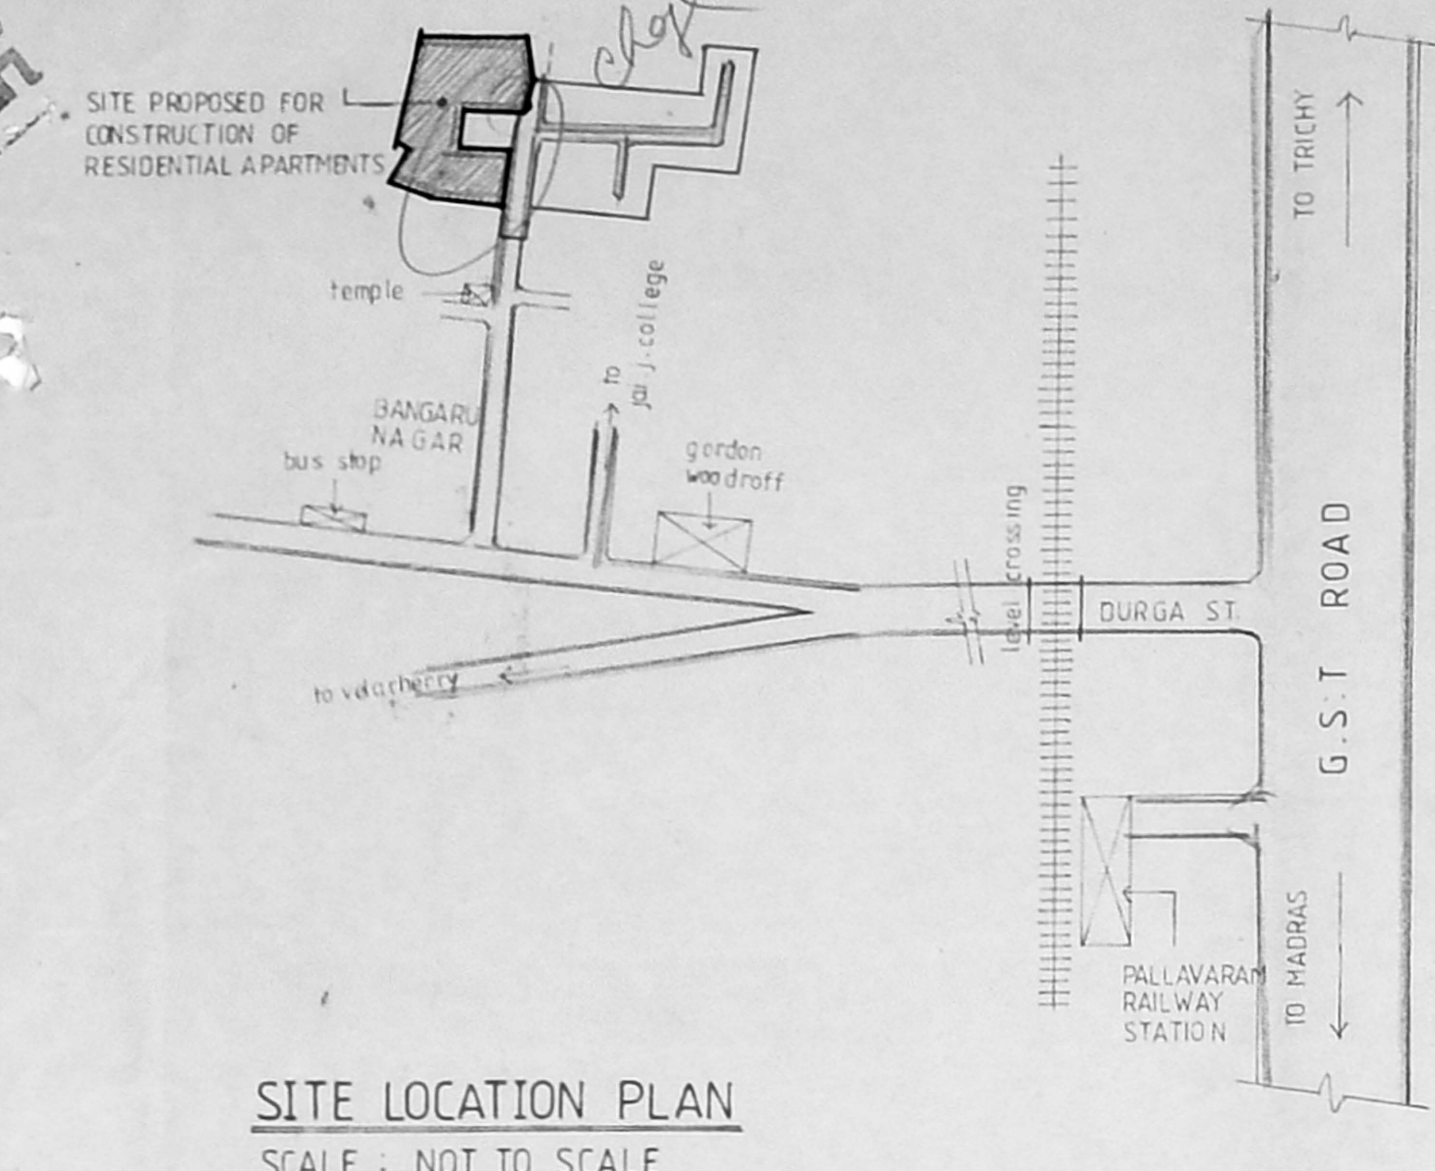 SITE PROPOSED FOR
CONSTRUCTION OF
RESIDENTIAL APARTMENTS
temple
to
jai j. college
BANGARU
NAGAR
bus stop
gordon
woodroff
level crossing
DURGA ST.
to velacherry
TO TRICHY
G.S.T ROAD
TO MADRAS
PALLAVARAM
RAILWAY
STATION
SITE LOCATION PLAN
SCALE : NOT TO SCALE